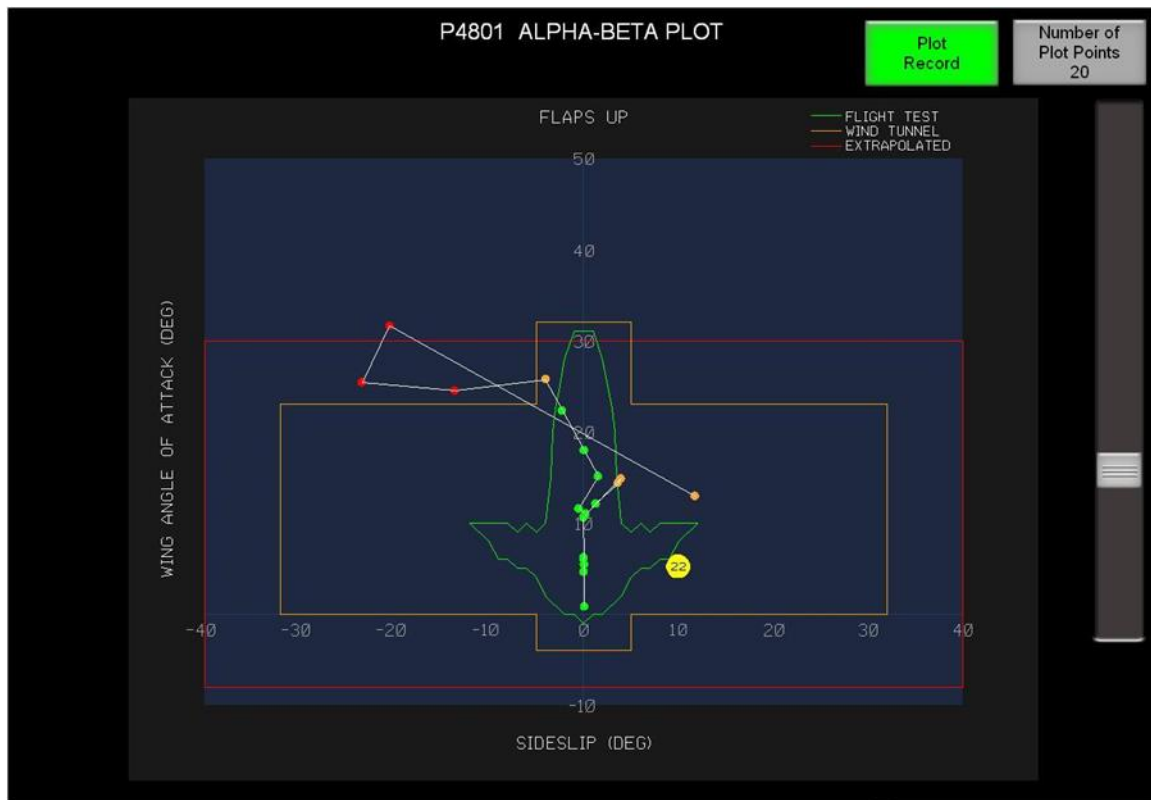 P4801 ALPHA-BETA PLOT
Plot
Record
Number of
Plot Points
20
FLAPS UP
FLIGHT TEST
WIND TUNNEL
EXTRAPOLATED
50
40
30
20
10
22
-40 -30 -20 -10 0 10 20 30 40
-10
WING ANGLE OF ATTACK (DEG)
SIDESLIP (DEG)